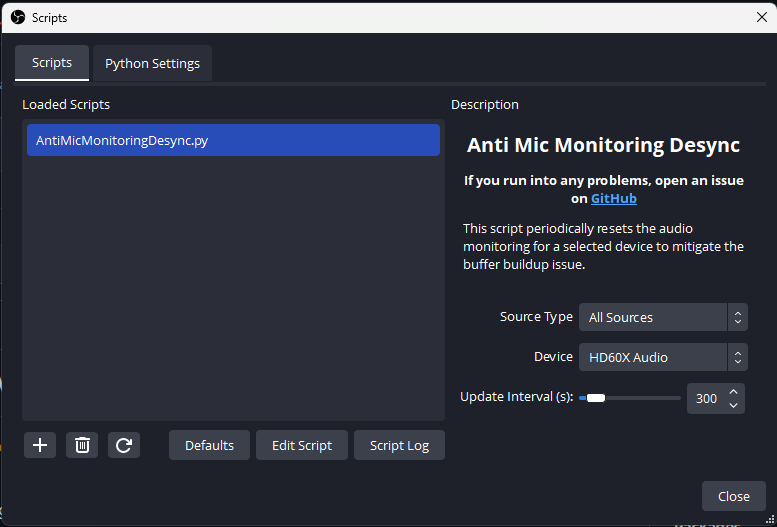 Scripts
Scripts
Python Settings
Loaded Scripts
AntiMicMonitoringDesync.py
Defaults
Edit Script
Script Log
Description
Anti Mic Monitoring Desync
If you run into any problems, open an issue
on GitHub
This script periodically resets the audio
monitoring for a selected device to mitigate the
buffer buildup issue.
Source Type
All Sources
Device
HD60X Audio
Update Interval (s):
300
Close